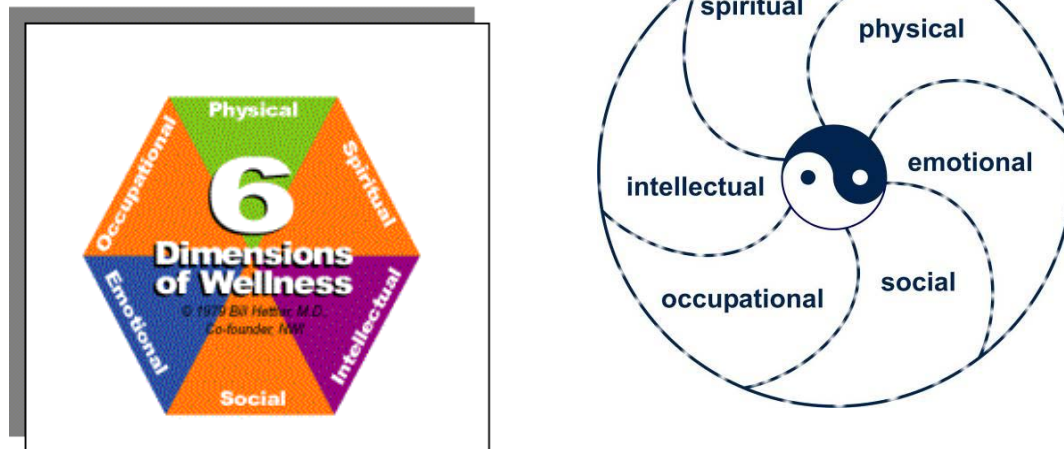 Physical
Spiritual
Occupational
6
Dimensions
of Wellness
© 1979 Bill Hettler, M.D.,
Co-founder, NWI
Emotional
Intellectual
Social
spiritual
physical
emotional
intellectual
social
occupational